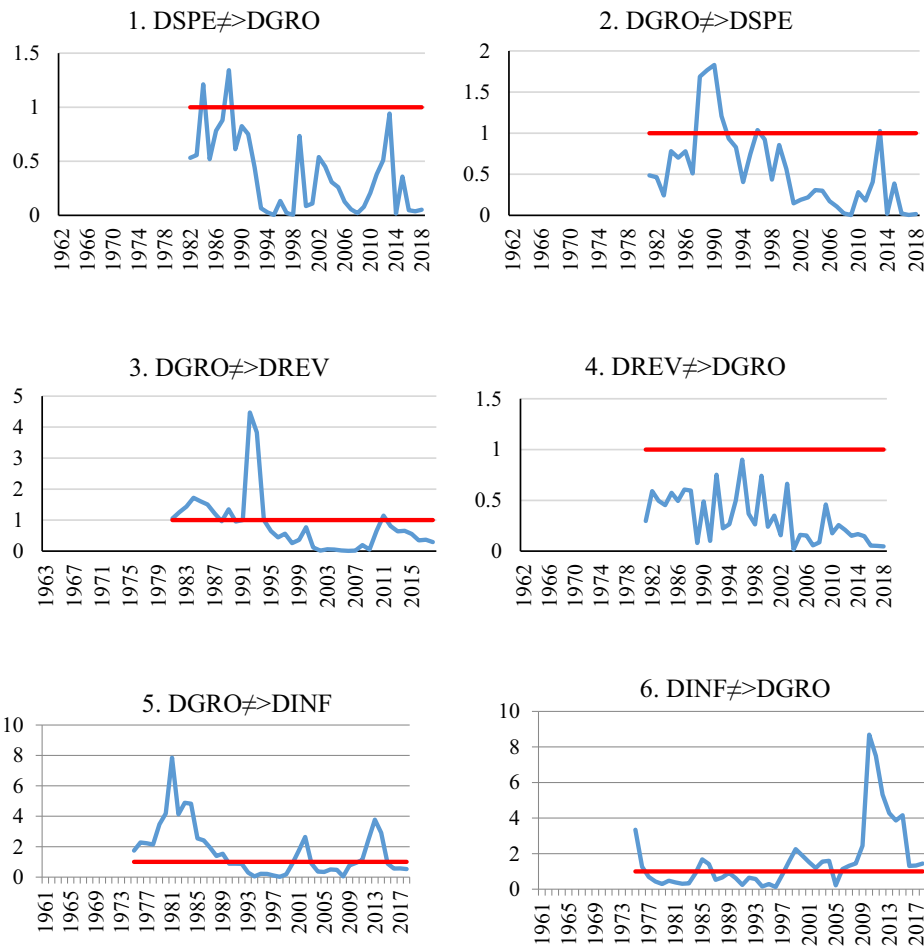 1. DSPE≠>DGRO
1.5
1
0.5
0
1962 1966 1970 1974 1978 1982 1986 1990 1994 1998 2002 2006 2010 2014 2018
2. DGRO≠>DSPE
2
1.5
1
0.5
0
1962 1966 1970 1974 1978 1982 1986 1990 1994 1998 2002 2006 2010 2014 2018
3. DGRO≠>DREV
5
4
3
2
1
0
1963 1967 1971 1975 1979 1983 1987 1991 1995 1999 2003 2007 2011 2015
4. DREV≠>DGRO
1.5
1
0.5
0
1962 1966 1970 1974 1978 1982 1986 1990 1994 1998 2002 2006 2010 2014 2018
5. DGRO≠>DINF
10
8
6
4
2
0
1961 1965 1969 1973 1977 1981 1985 1989 1993 1997 2001 2005 2009 2013 2017
6. DINF≠>DGRO
10
8
6
4
2
0
1961 1965 1969 1973 1977 1981 1985 1989 1993 1997 2001 2005 2009 2013 2017